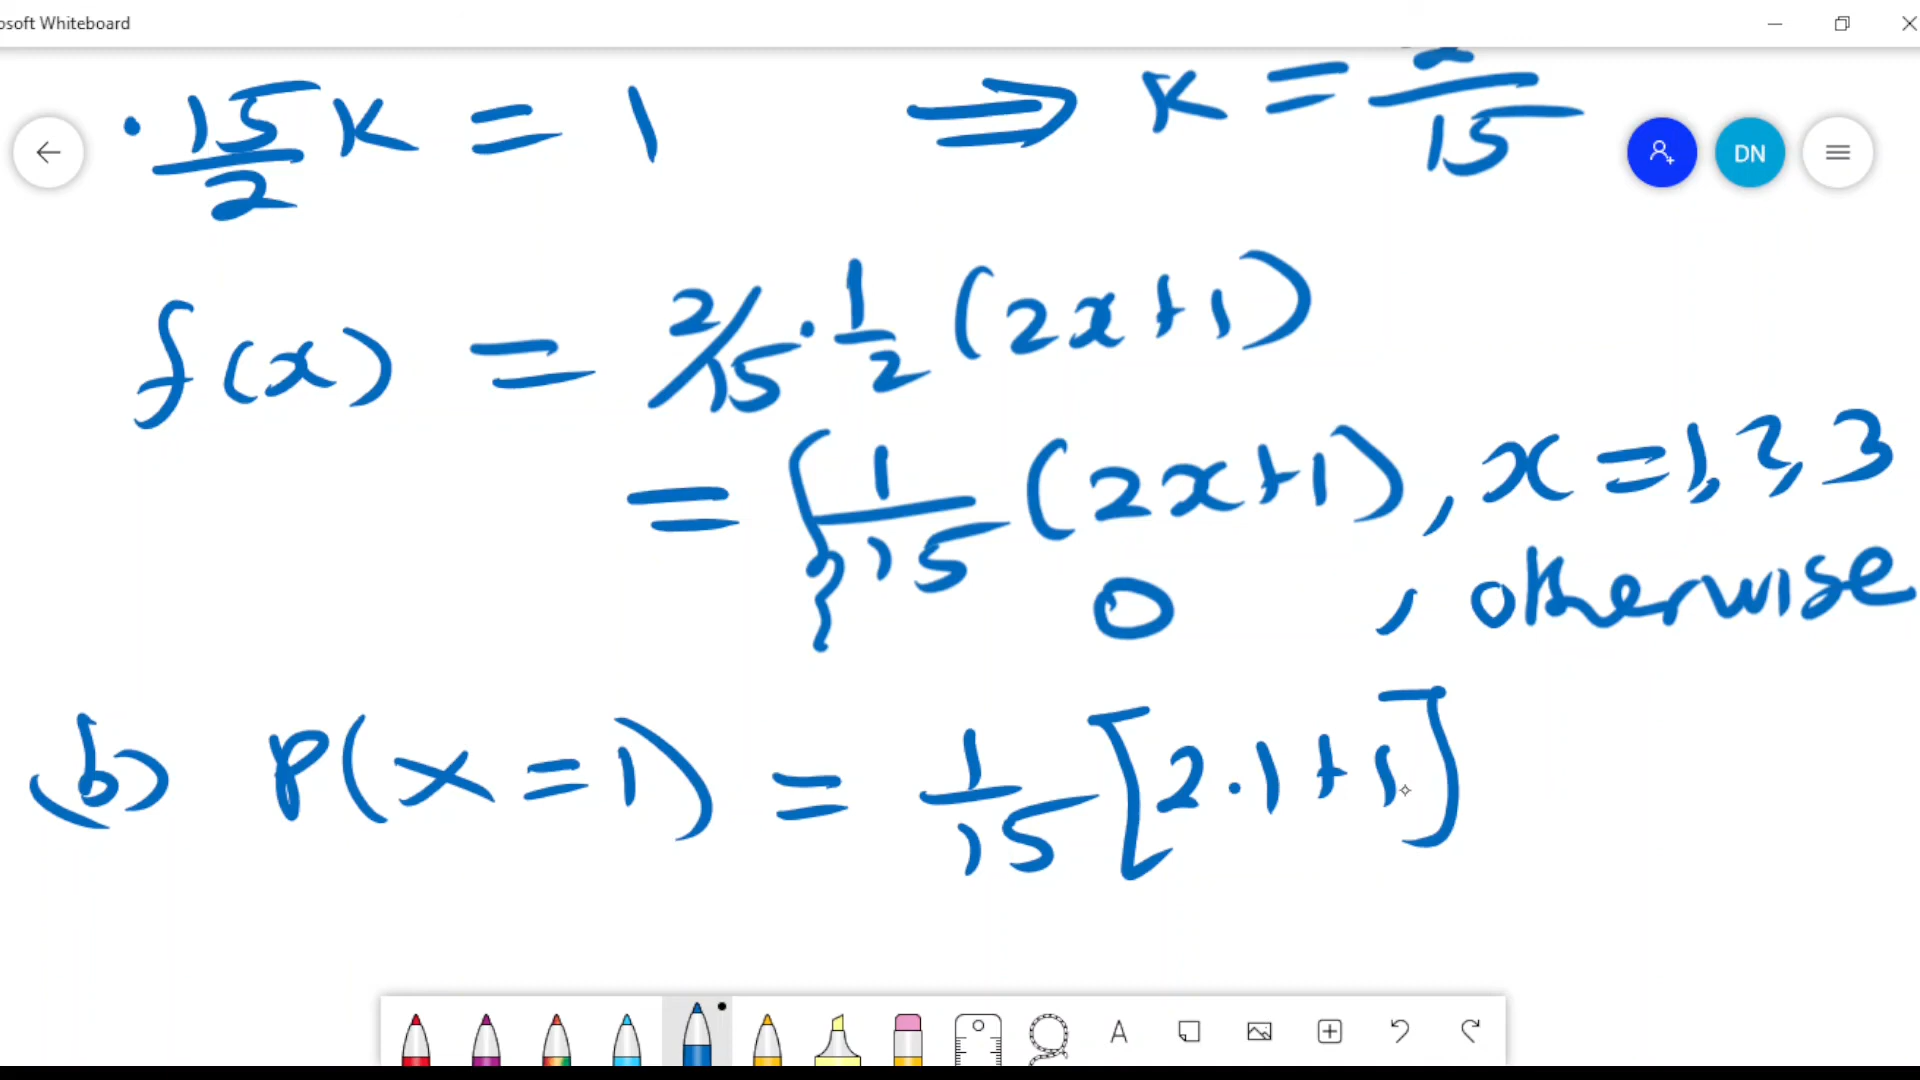 osoft Whiteboard
· 15/2 K = 1 ⟹ K = 2/15
DN
f(x) = 2/15 · 1/2 (2x+1)
= { 1/15 (2x+1), x = 1, 2, 3
0 , otherwise
(b) P(X=1) = 1/15 [2·1+1]
A